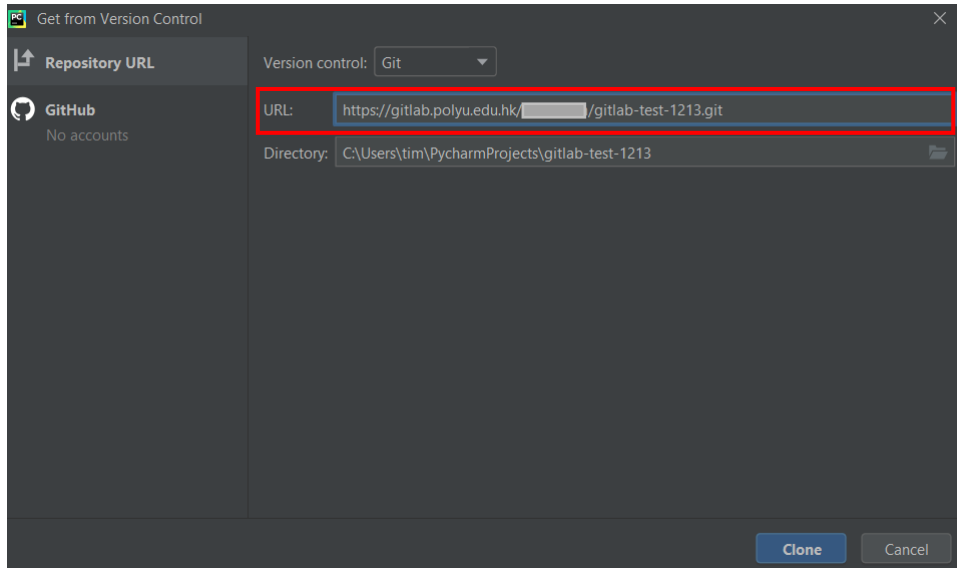 PC
Get from Version Control
Repository URL
GitHub
No accounts
Version control: Git
URL: https://gitlab.polyu.edu.hk/ /gitlab-test-1213.git
Directory: C:\Users\tim\PycharmProjects\gitlab-test-1213
Clone
Cancel